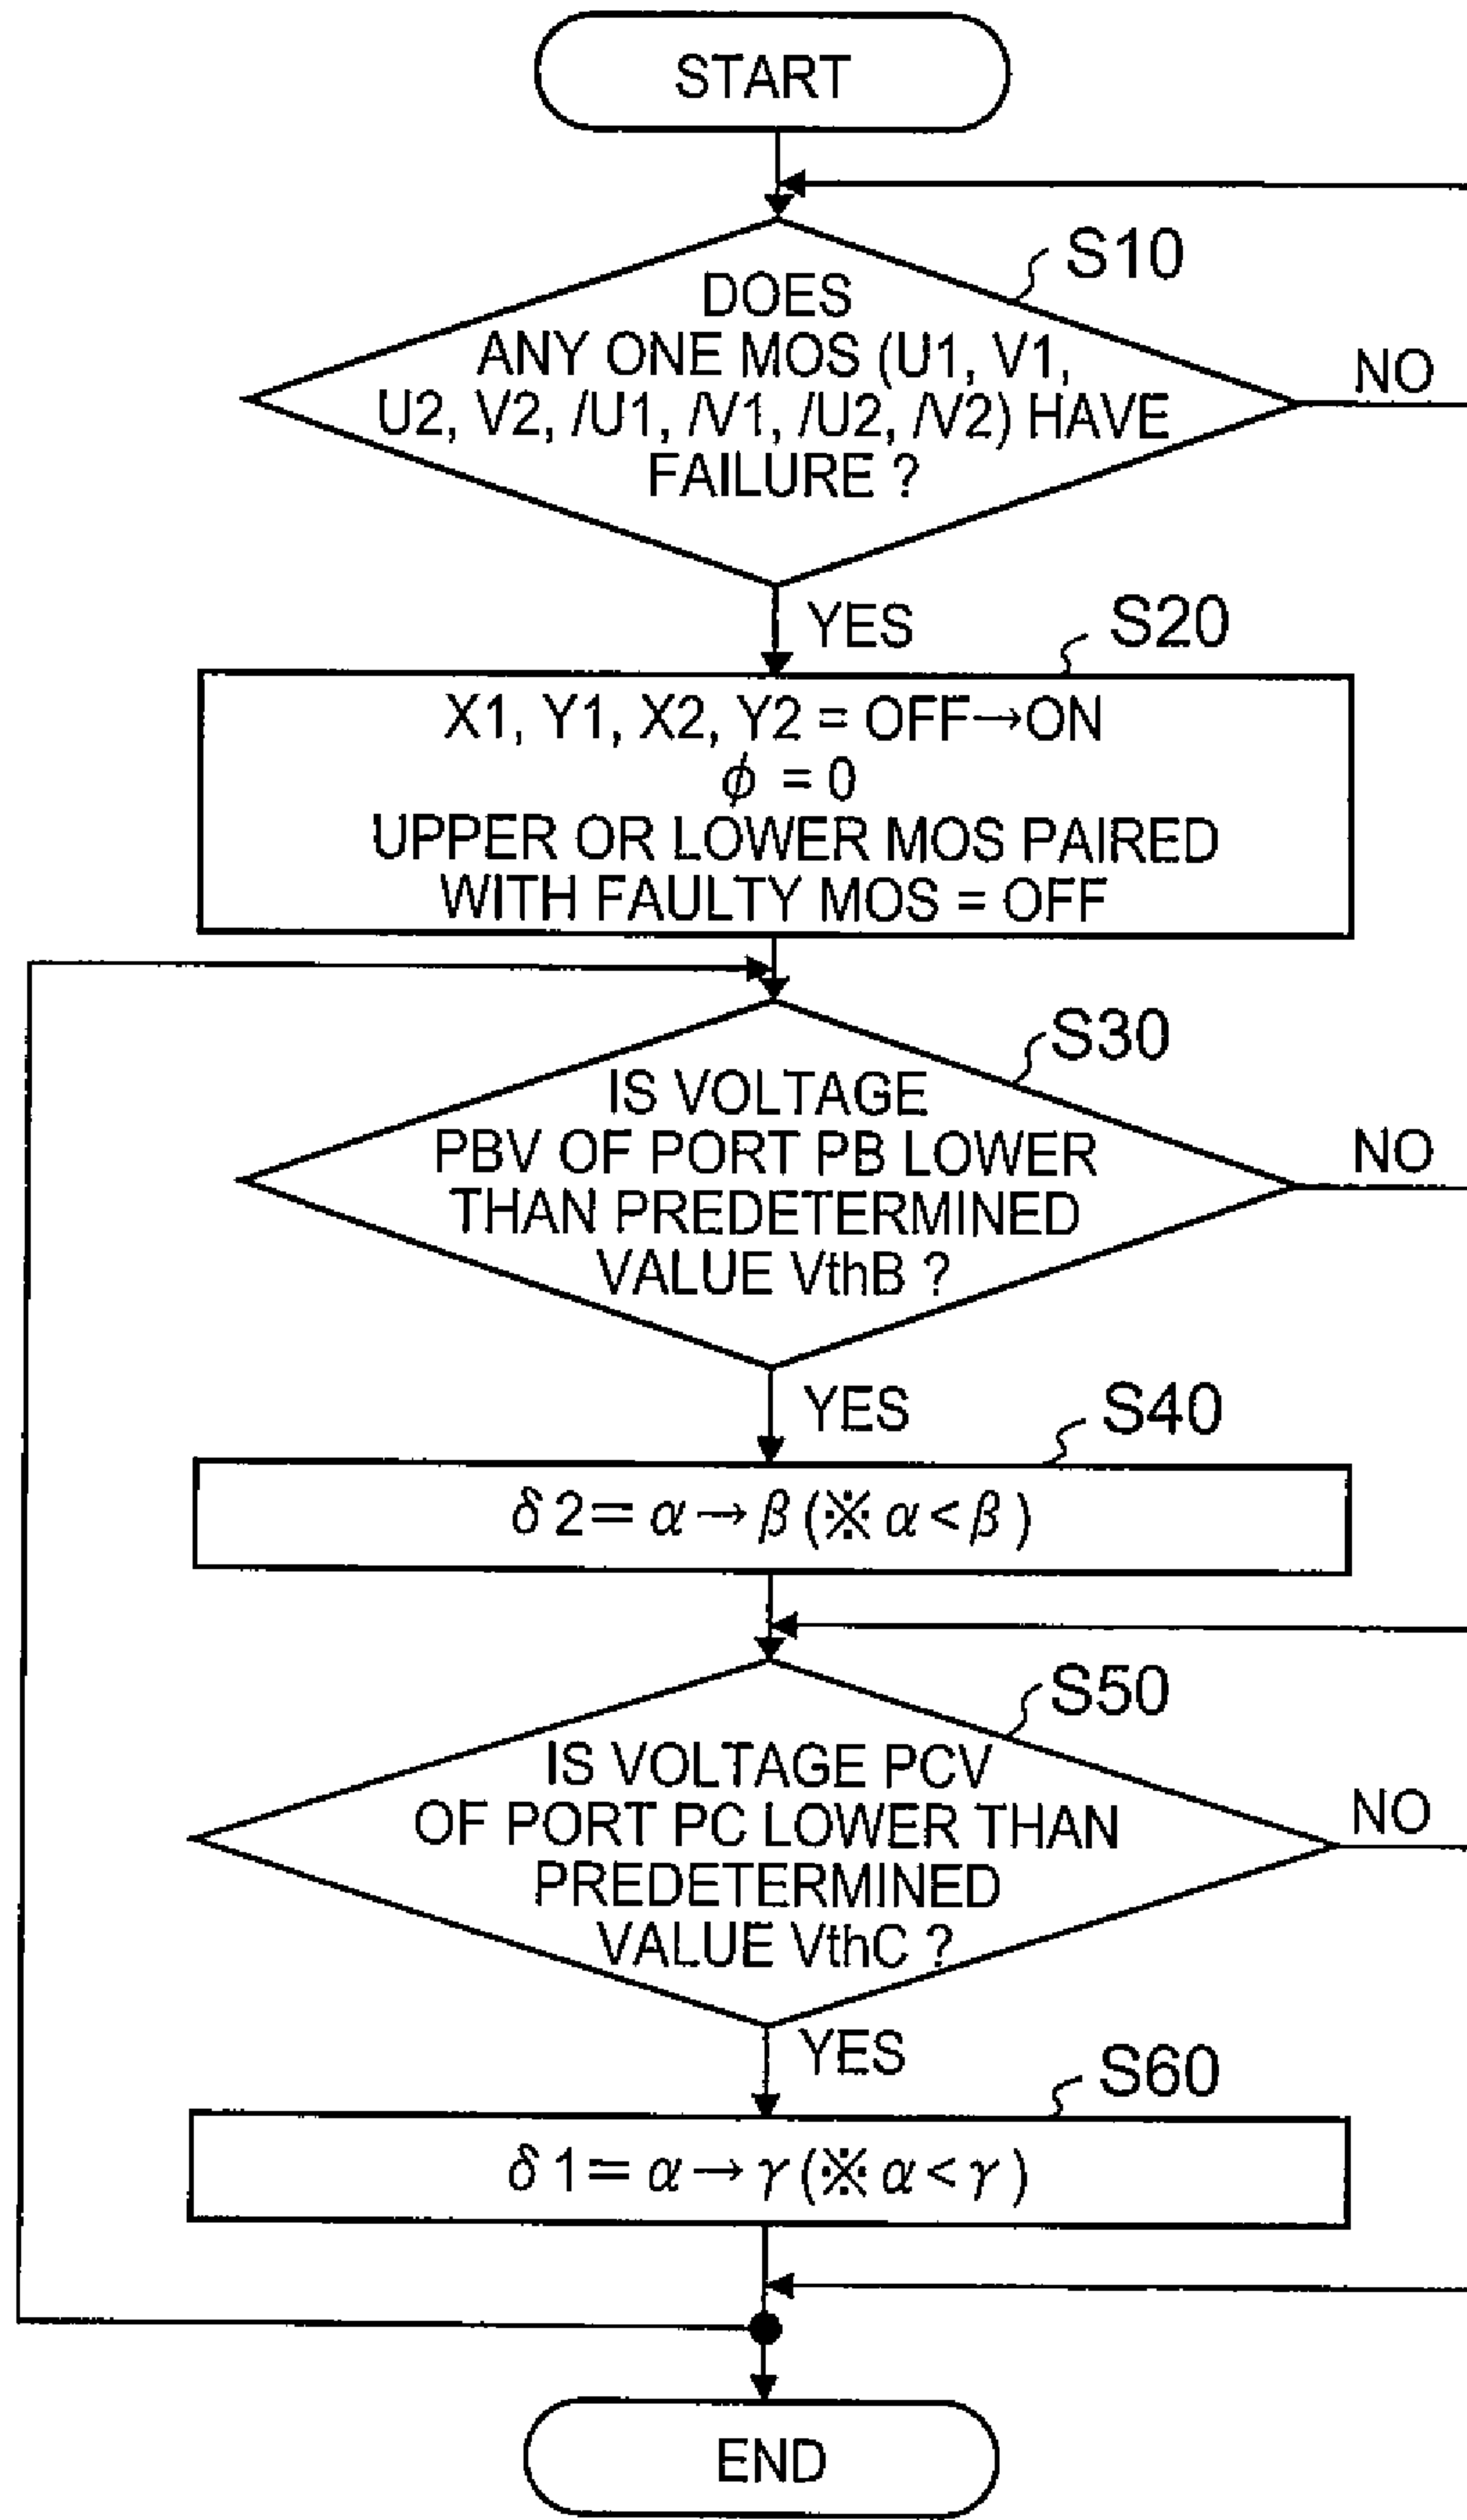 START
S10
DOES
ANY ONE MOS (U1, V1,
U2, V2, /U1, /V1, /U2, /V2) HAVE
FAILURE ?
NO
YES
S20
X1, Y1, X2, Y2 = OFF→ON
ϕ = 0
UPPER OR LOWER MOS PAIRED
WITH FAULTY MOS = OFF
S30
IS VOLTAGE
PBV OF PORT PB LOWER
THAN PREDETERMINED
VALUE VthB ?
NO
YES
S40
δ2=α→β(※α<β)
S50
IS VOLTAGE PCV
OF PORT PC LOWER THAN
PREDETERMINED
VALUE VthC ?
NO
YES
S60
δ1=α→γ(※α<γ)
END